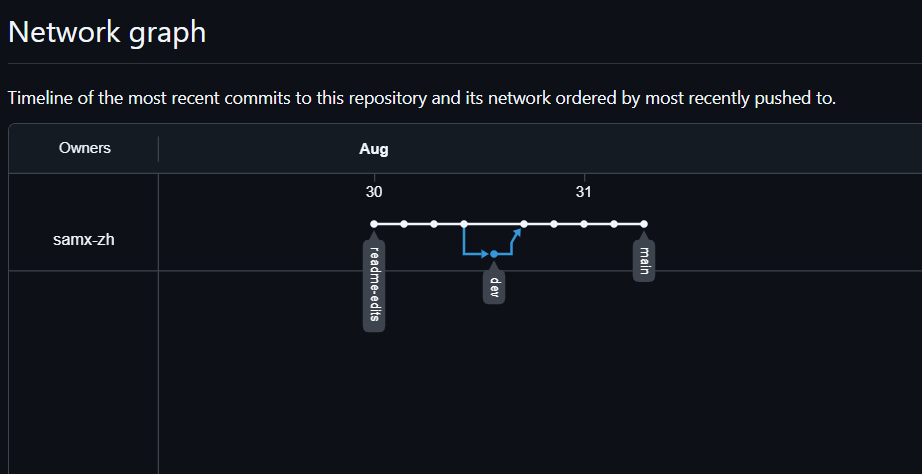 Network graph
Timeline of the most recent commits to this repository and its network ordered by most recently pushed to.
Owners
Aug
30
31
samx-zh
readme-edits
dev
main